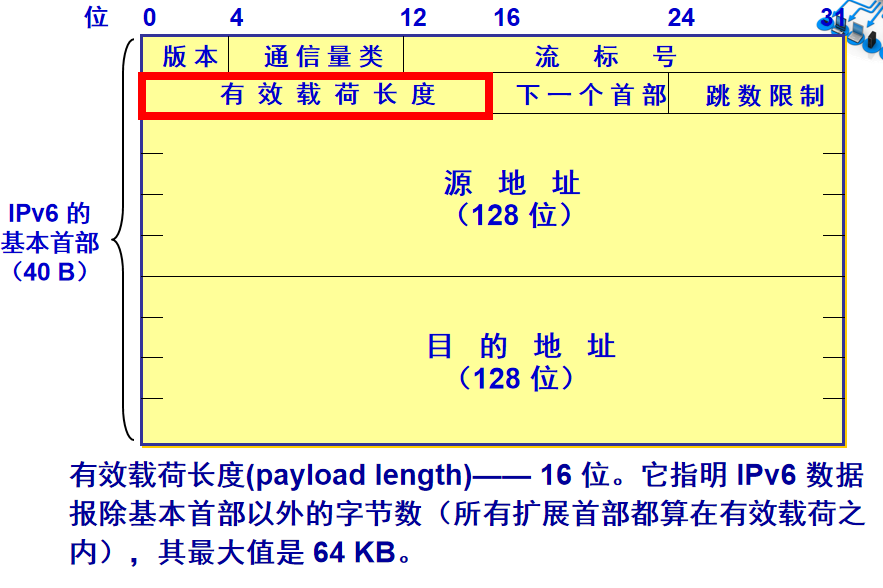 位 0 4 12 16 24 31
版本 通信量类 流标号
有效载荷长度 下一个首部 跳数限制
源地址
（128 位）
IPv6 的
基本首部
（40 B）
目的地址
（128 位）
有效载荷长度(payload length)—— 16 位。它指明 IPv6 数据
报除基本首部以外的字节数（所有扩展首部都算在有效载荷之
内），其最大值是 64 KB。